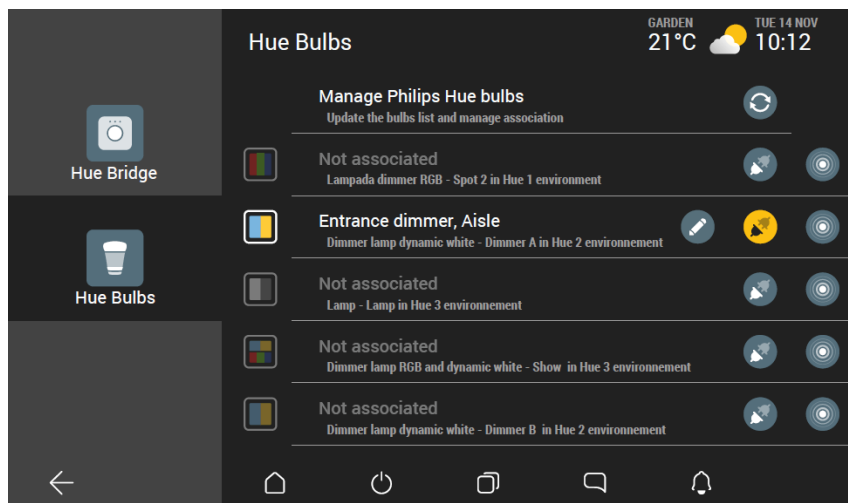 Hue Bulbs
GARDEN
21°C
TUE 14 NOV
10:12
Manage Philips Hue bulbs
Update the bulbs list and manage association
Hue Bridge
Not associated
Lampada dimmer RGB - Spot 2 in Hue 1 environment
Entrance dimmer, Aisle
Dimmer lamp dynamic white - Dimmer A in Hue 2 environnement
Hue Bulbs
Not associated
Lamp - Lamp in Hue 3 environnement
Not associated
Dimmer lamp RGB and dynamic white - Show in Hue 3 environnement
Not associated
Dimmer lamp dynamic white - Dimmer B in Hue 2 environnement